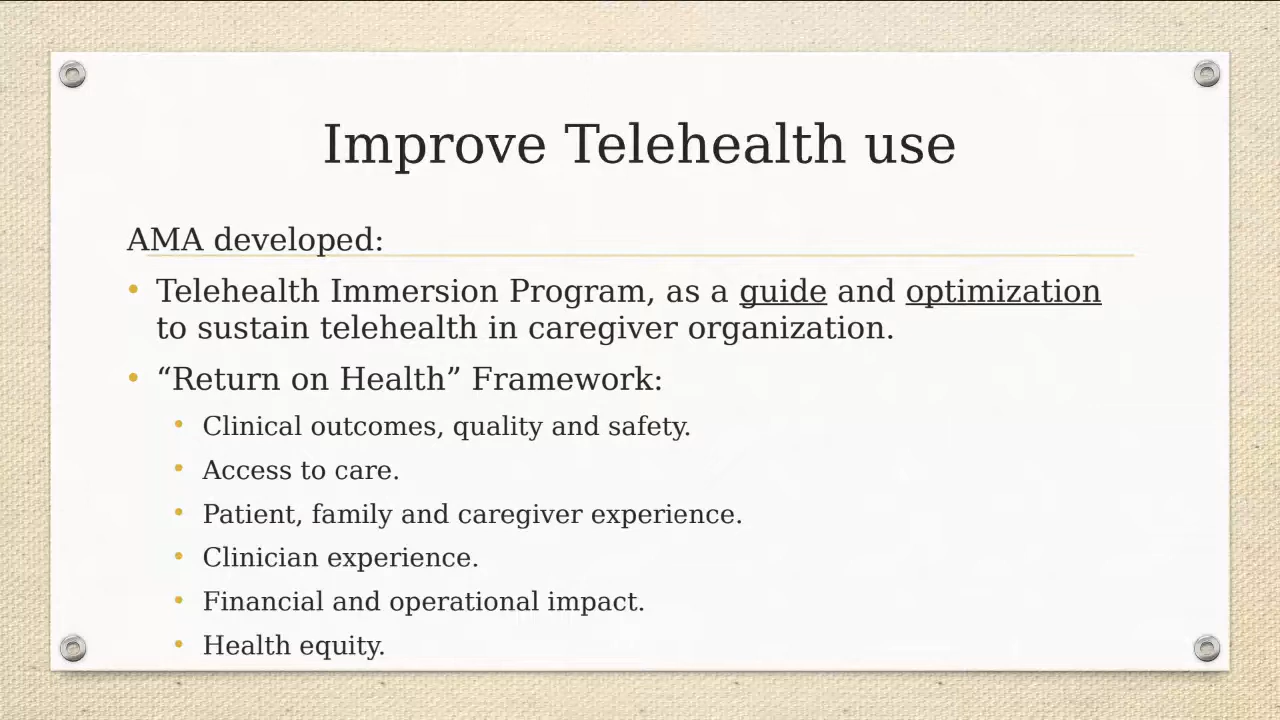 Improve Telehealth use
AMA developed:
• Telehealth Immersion Program, as a guide and optimization
to sustain telehealth in caregiver organization.
• “Return on Health” Framework:
• Clinical outcomes, quality and safety.
• Access to care.
• Patient, family and caregiver experience.
• Clinician experience.
• Financial and operational impact.
• Health equity.